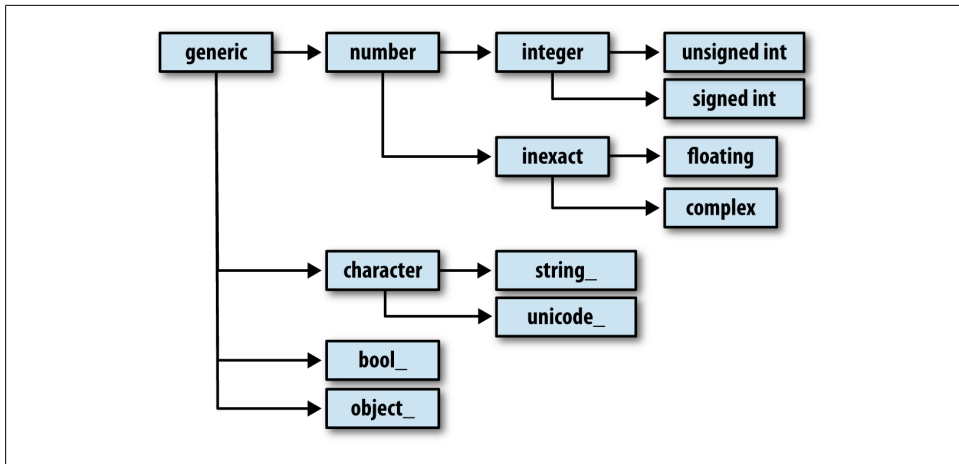 generic
number
integer
unsigned int
signed int
inexact
floating
complex
character
string_
unicode_
bool_
object_